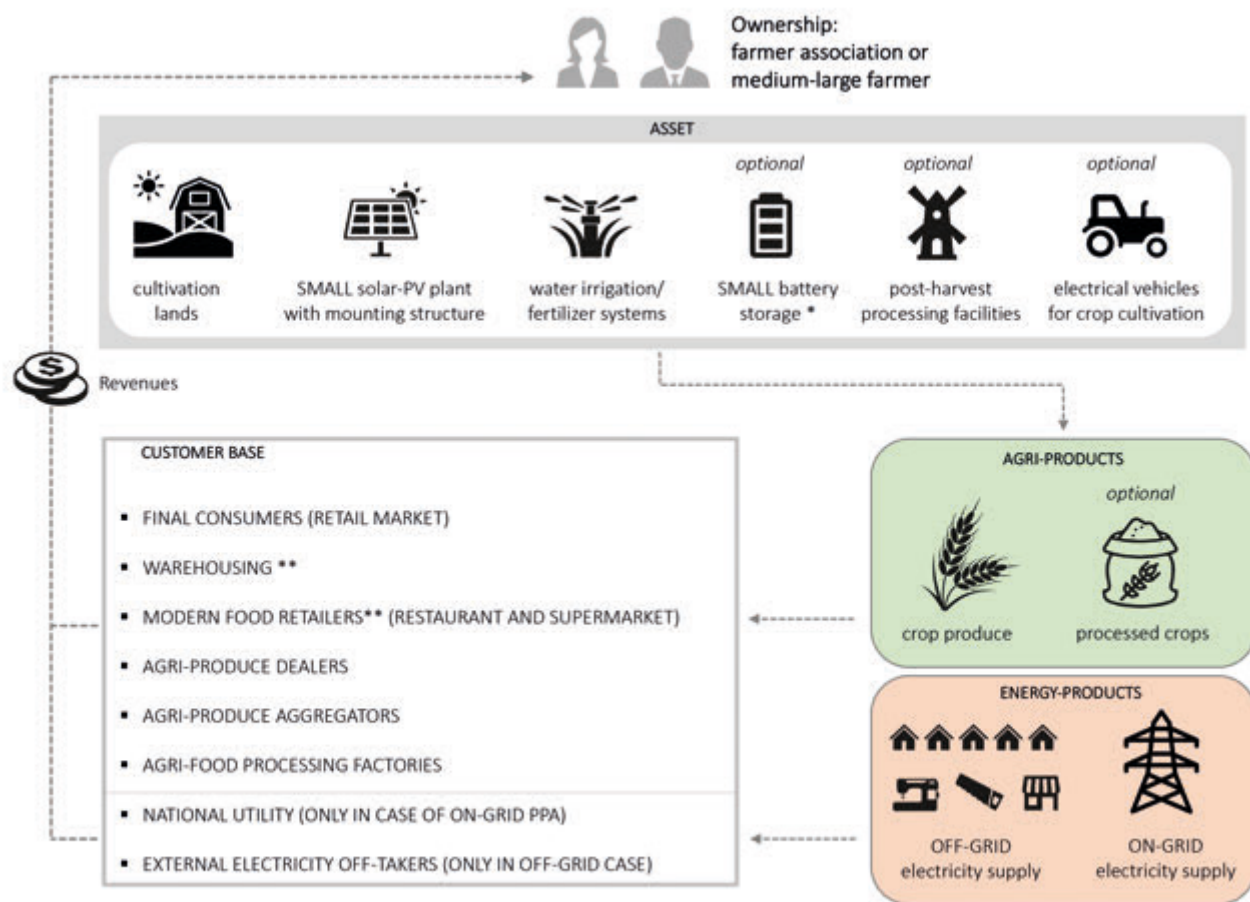 Ownership:
farmer association or
medium-large farmer
ASSET
cultivation
lands
SMALL solar-PV plant
with mounting structure
water irrigation/
fertilizer systems
optional
SMALL battery
storage *
optional
post-harvest
processing facilities
optional
electrical vehicles
for crop cultivation
$
Revenues
CUSTOMER BASE
▪ FINAL CONSUMERS (RETAIL MARKET)
▪ WAREHOUSING **
▪ MODERN FOOD RETAILERS** (RESTAURANT AND SUPERMARKET)
▪ AGRI-PRODUCE DEALERS
▪ AGRI-PRODUCE AGGREGATORS
▪ AGRI-FOOD PROCESSING FACTORIES
▪ NATIONAL UTILITY (ONLY IN CASE OF ON-GRID PPA)
▪ EXTERNAL ELECTRICITY OFF-TAKERS (ONLY IN OFF-GRID CASE)
AGRI-PRODUCTS
crop produce
optional
processed crops
ENERGY-PRODUCTS
OFF-GRID
electricity supply
ON-GRID
electricity supply